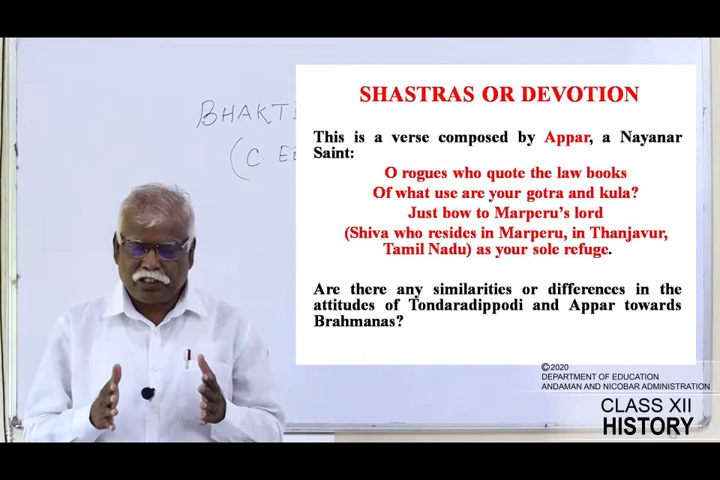 BHAKTI
(C.
SHASTRAS OR DEVOTION
This is a verse composed by Appar, a Nayanar
Saint:
O rogues who quote the law books
Of what use are your gotra and kula?
Just bow to Marperu's lord
(Shiva who resides in Marperu, in Thanjavur,
Tamil Nadu) as your sole refuge.
Are there any similarities or differences in the
attitudes of Tondaradippodi and Appar towards
Brahmanas?
©2020
DEPARTMENT OF EDUCATION
ANDAMAN AND NICOBAR ADMINISTRATION
CLASS XII
HISTORY